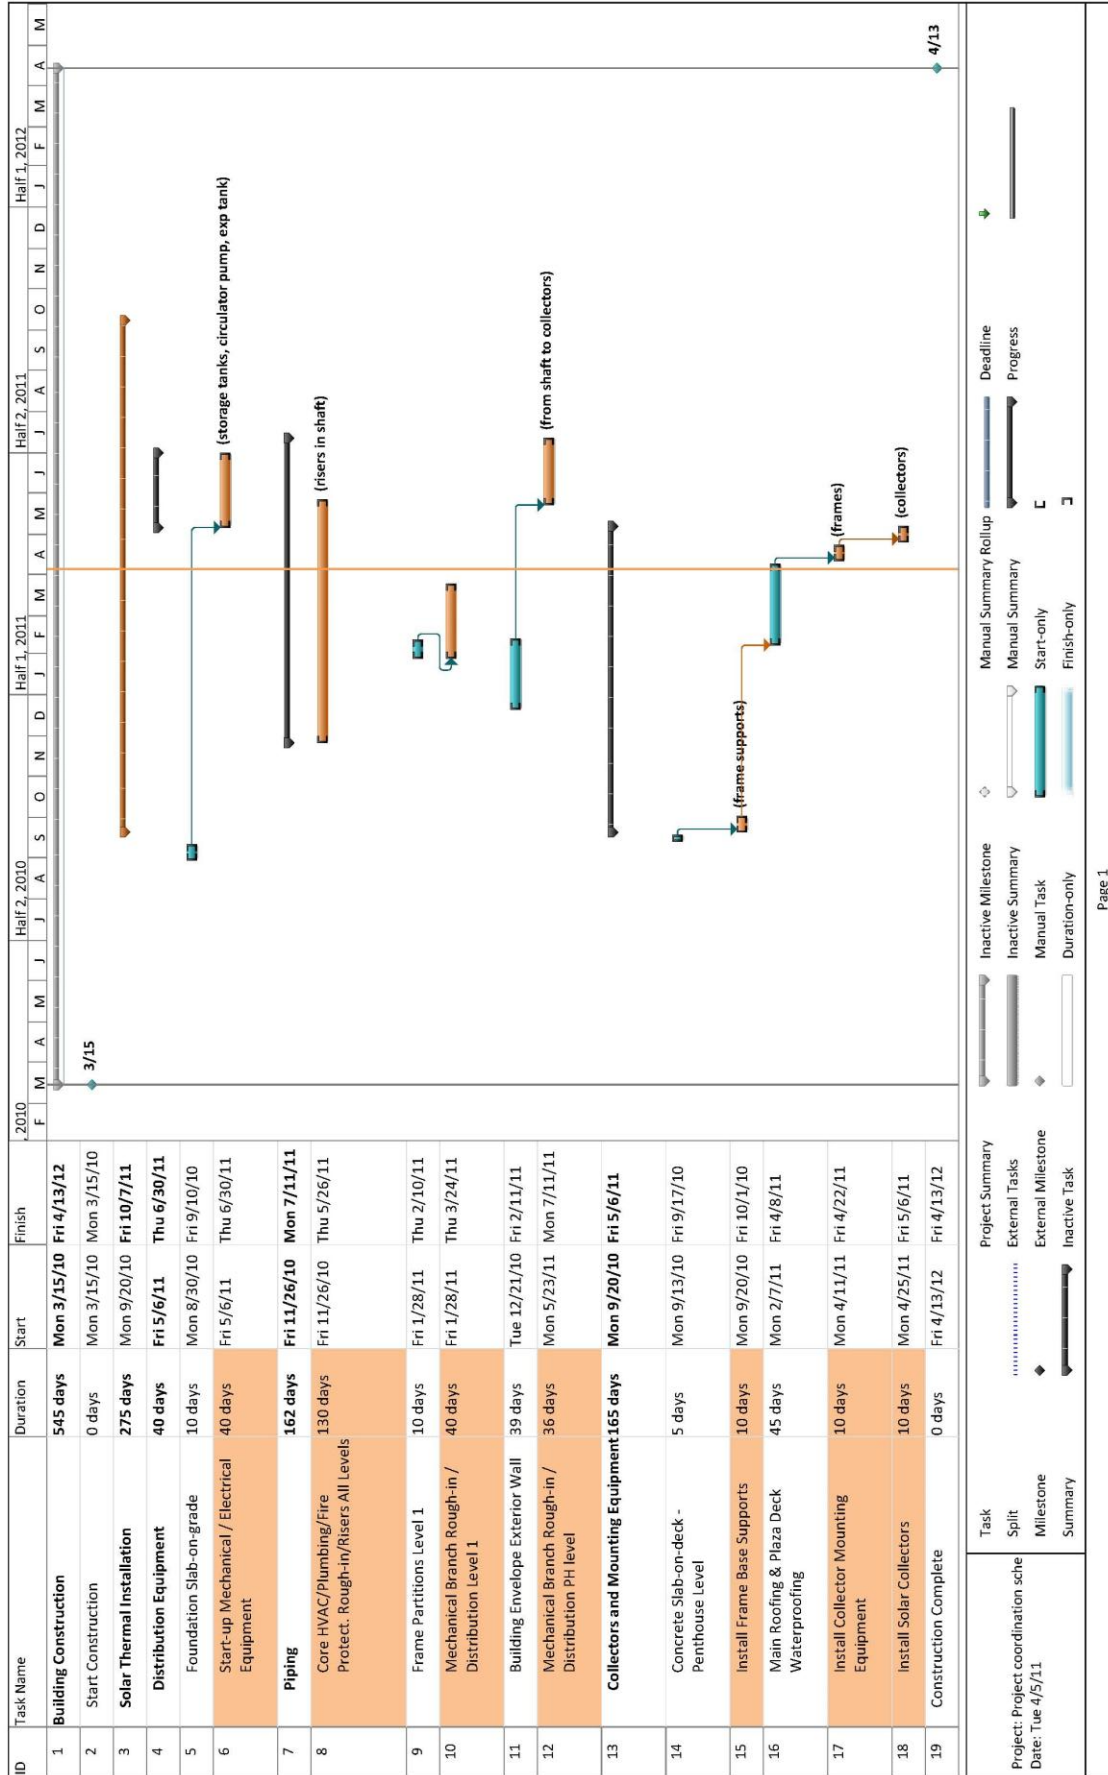 ID Task Name Duration Start Finish
, 2010 Half 2, 2010 Half 1, 2011 Half 2, 2011 Half 1, 2012
F M A M J J A S O N D J F M A M J J A S O N D J F M A M
1 Building Construction 545 days Mon 3/15/10 Fri 4/13/12
2 Start Construction 0 days Mon 3/15/10 Mon 3/15/10 3/15
3 Solar Thermal Installation 275 days Mon 9/20/10 Fri 10/7/11
4 Distribution Equipment 40 days Fri 5/6/11 Thu 6/30/11
5 Foundation Slab-on-grade 10 days Mon 8/30/10 Fri 9/10/10
6 Start-up Mechanical / Electrical 40 days Fri 5/6/11 Thu 6/30/11 (storage tanks, circulator pump, exp tank)
Equipment
7 Piping 162 days Fri 11/26/10 Mon 7/11/11
8 Core HVAC/Plumbing/Fire 130 days Fri 11/26/10 Thu 5/26/11 (risers in shaft)
Protect. Rough-in/Risers All Levels
9 Frame Partitions Level 1 10 days Fri 1/28/11 Thu 2/10/11
10 Mechanical Branch Rough-in / 40 days Fri 1/28/11 Thu 3/24/11
Distribution Level 1
11 Building Envelope Exterior Wall 39 days Tue 12/21/10 Fri 2/11/11
12 Mechanical Branch Rough-in / 36 days Mon 5/23/11 Mon 7/11/11 (from shaft to collectors)
Distribution PH level
13 Collectors and Mounting Equipment 165 days Mon 9/20/10 Fri 5/6/11
14 Concrete Slab-on-deck - 5 days Mon 9/13/10 Fri 9/17/10
Penthouse Level
15 Install Frame Base Supports 10 days Mon 9/20/10 Fri 10/1/10 (frame supports)
16 Main Roofing & Plaza Deck 45 days Mon 2/7/11 Fri 4/8/11
Waterproofing
17 Install Collector Mounting 10 days Mon 4/11/11 Fri 4/22/11 (frames)
Equipment
18 Install Solar Collectors 10 days Mon 4/25/11 Fri 5/6/11 (collectors)
19 Construction Complete 0 days Fri 4/13/12 Fri 4/13/12 4/13
Project: Project coordination sche
Date: Tue 4/5/11
Task Project Summary Inactive Milestone Manual Summary Rollup Deadline
Split External Tasks Inactive Summary Manual Summary Progress
Milestone External Milestone Manual Task Start-only
Summary Inactive Task Duration-only Finish-only
Page 1